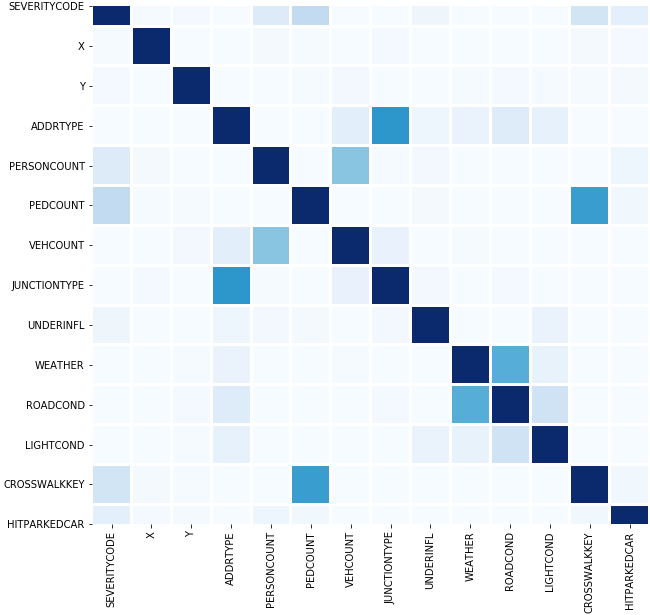 SEVERITYCODE
X
Y
ADDRTYPE
PERSONCOUNT
PEDCOUNT
VEHCOUNT
JUNCTIONTYPE
UNDERINFL
WEATHER
ROADCOND
LIGHTCOND
CROSSWALKKEY
HITPARKEDCAR
SEVERITYCODE
X
Y
ADDRTYPE
PERSONCOUNT
PEDCOUNT
VEHCOUNT
JUNCTIONTYPE
UNDERINFL
WEATHER
ROADCOND
LIGHTCOND
CROSSWALKKEY
HITPARKEDCAR